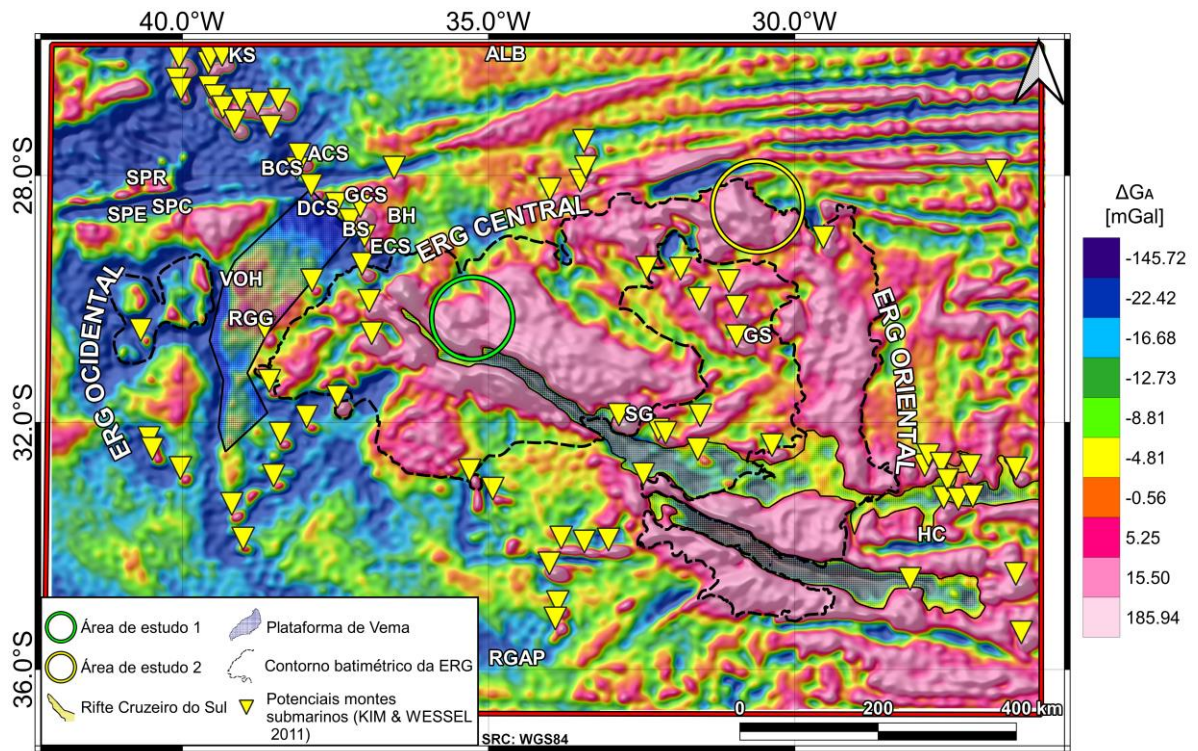 40.0°W 35.0°W 30.0°W
KS
ALB
28.0°S
ACS
BCS
SPR
SPE
SPC
GCS
DCS
BH
BS
ECS
ERG CENTRAL
VOH
RGG
ERG OCIDENTAL
GS
ERG ORIENTAL
32.0°S
SG
HC
RGAP
36.0°S
ΔGA
[mGal]
-145.72
-22.42
-16.68
-12.73
-8.81
-4.81
-0.56
5.25
15.50
185.94
Área de estudo 1
Plataforma de Vema
Área de estudo 2
Contorno batimétrico da ERG
Rifte Cruzeiro do Sul
Potenciais montes
submarinos (KIM & WESSEL
2011)
SRC: WGS84
0 200 400 km